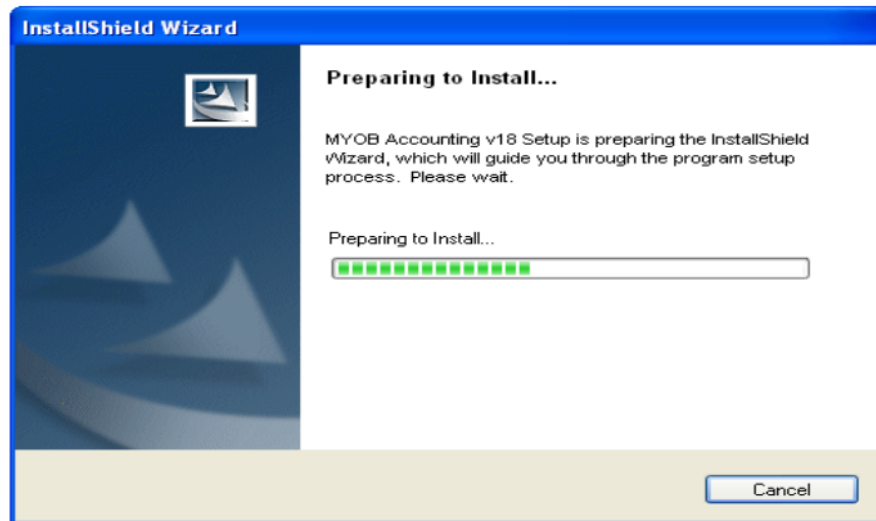 InstallShield Wizard
Preparing to Install...
MYOB Accounting v18 Setup is preparing the InstallShield
Wizard, which will guide you through the program setup
process. Please wait.
Preparing to Install...
Cancel